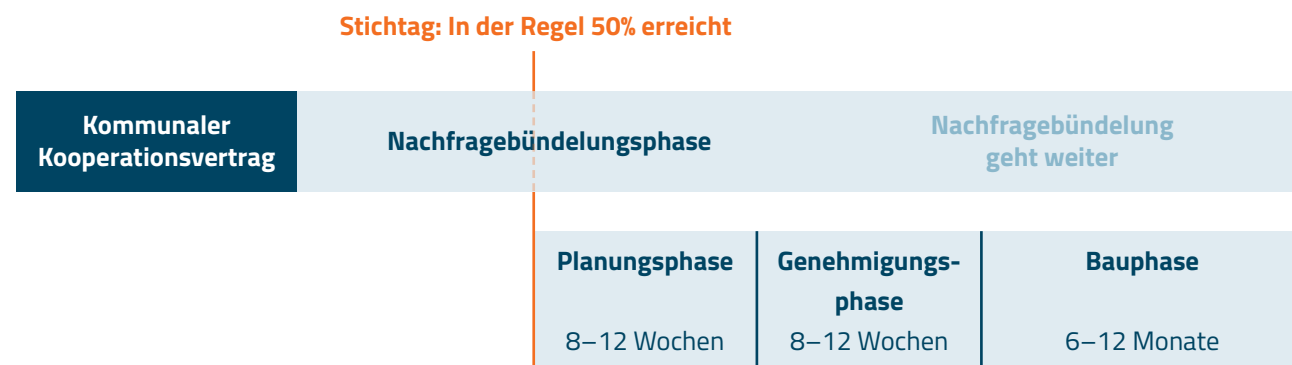 Stichtag: In der Regel 50% erreicht
Kommunaler
Kooperationsvertrag
Nachfragebündelungsphase
Nachfragebündelung
geht weiter
Planungsphase
8–12 Wochen
Genehmigungs-
phase
8–12 Wochen
Bauphase
6–12 Monate